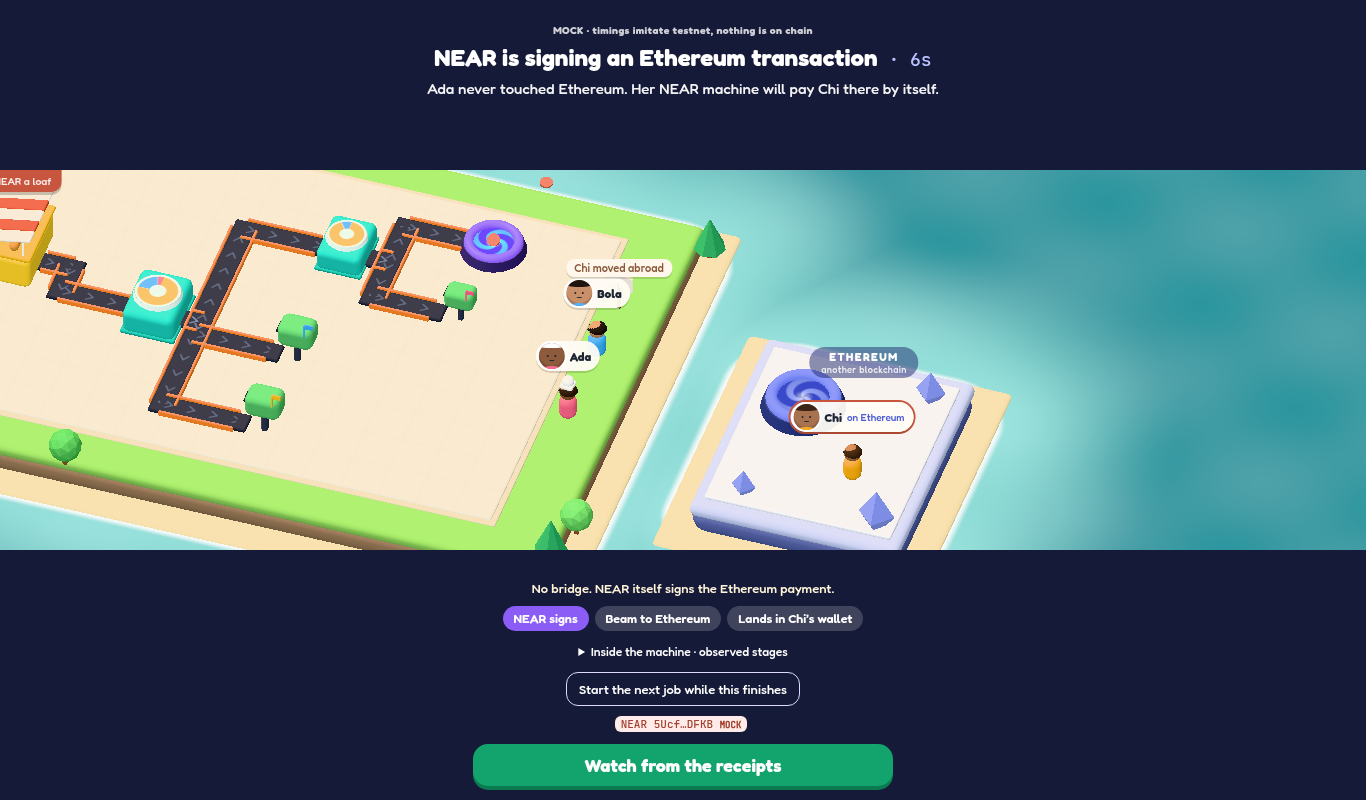 MOCK · timings imitate testnet, nothing is on chain
NEAR is signing an Ethereum transaction · 6s
Ada never touched Ethereum. Her NEAR machine will pay Chi there by itself.
NEAR a loaf
Chi moved abroad
Bola
Ada
ETHEREUM
another blockchain
Chi on Ethereum
No bridge. NEAR itself signs the Ethereum payment.
NEAR signs
Beam to Ethereum
Lands in Chi's wallet
▶ Inside the machine · observed stages
Start the next job while this finishes
NEAR 5Ucf…DFKB MOCK
Watch from the receipts